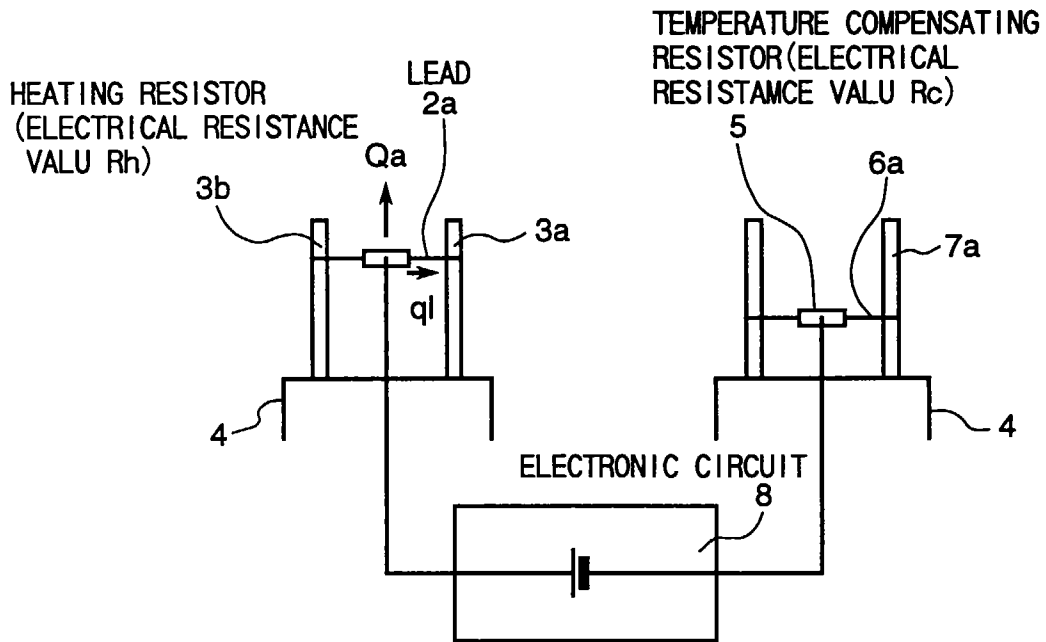 TEMPERATURE COMPENSATING
RESISTOR(ELECTRICAL
RESISTAMCE VALU Rc)
HEATING RESISTOR
(ELECTRICAL RESISTANCE
VALU Rh)
LEAD
2a
5
Qa
6a
3b
3a
7a
ql
4
4
ELECTRONIC CIRCUIT
8